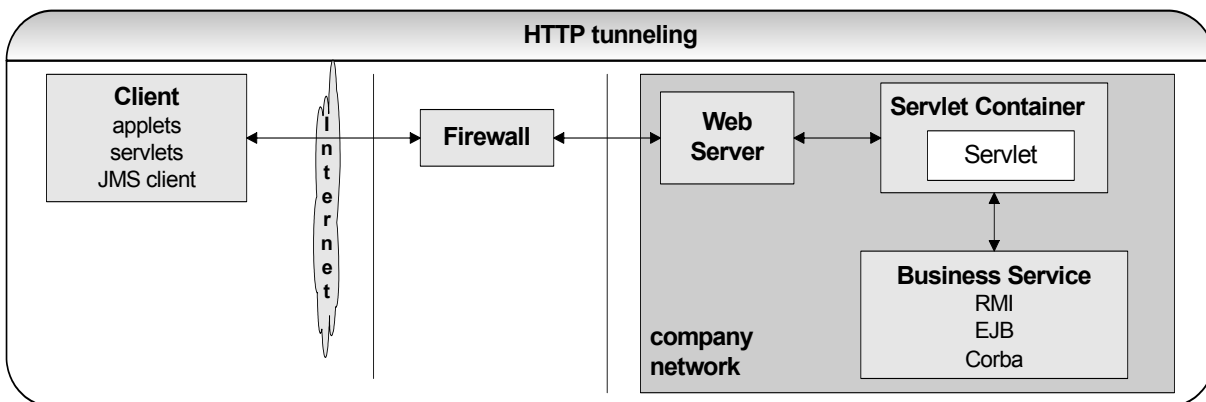 HTTP tunneling
Client
applets
servlets
JMS client
Internet
Firewall
Web
Server
Servlet Container
Servlet
Business Service
RMI
EJB
Corba
company
network